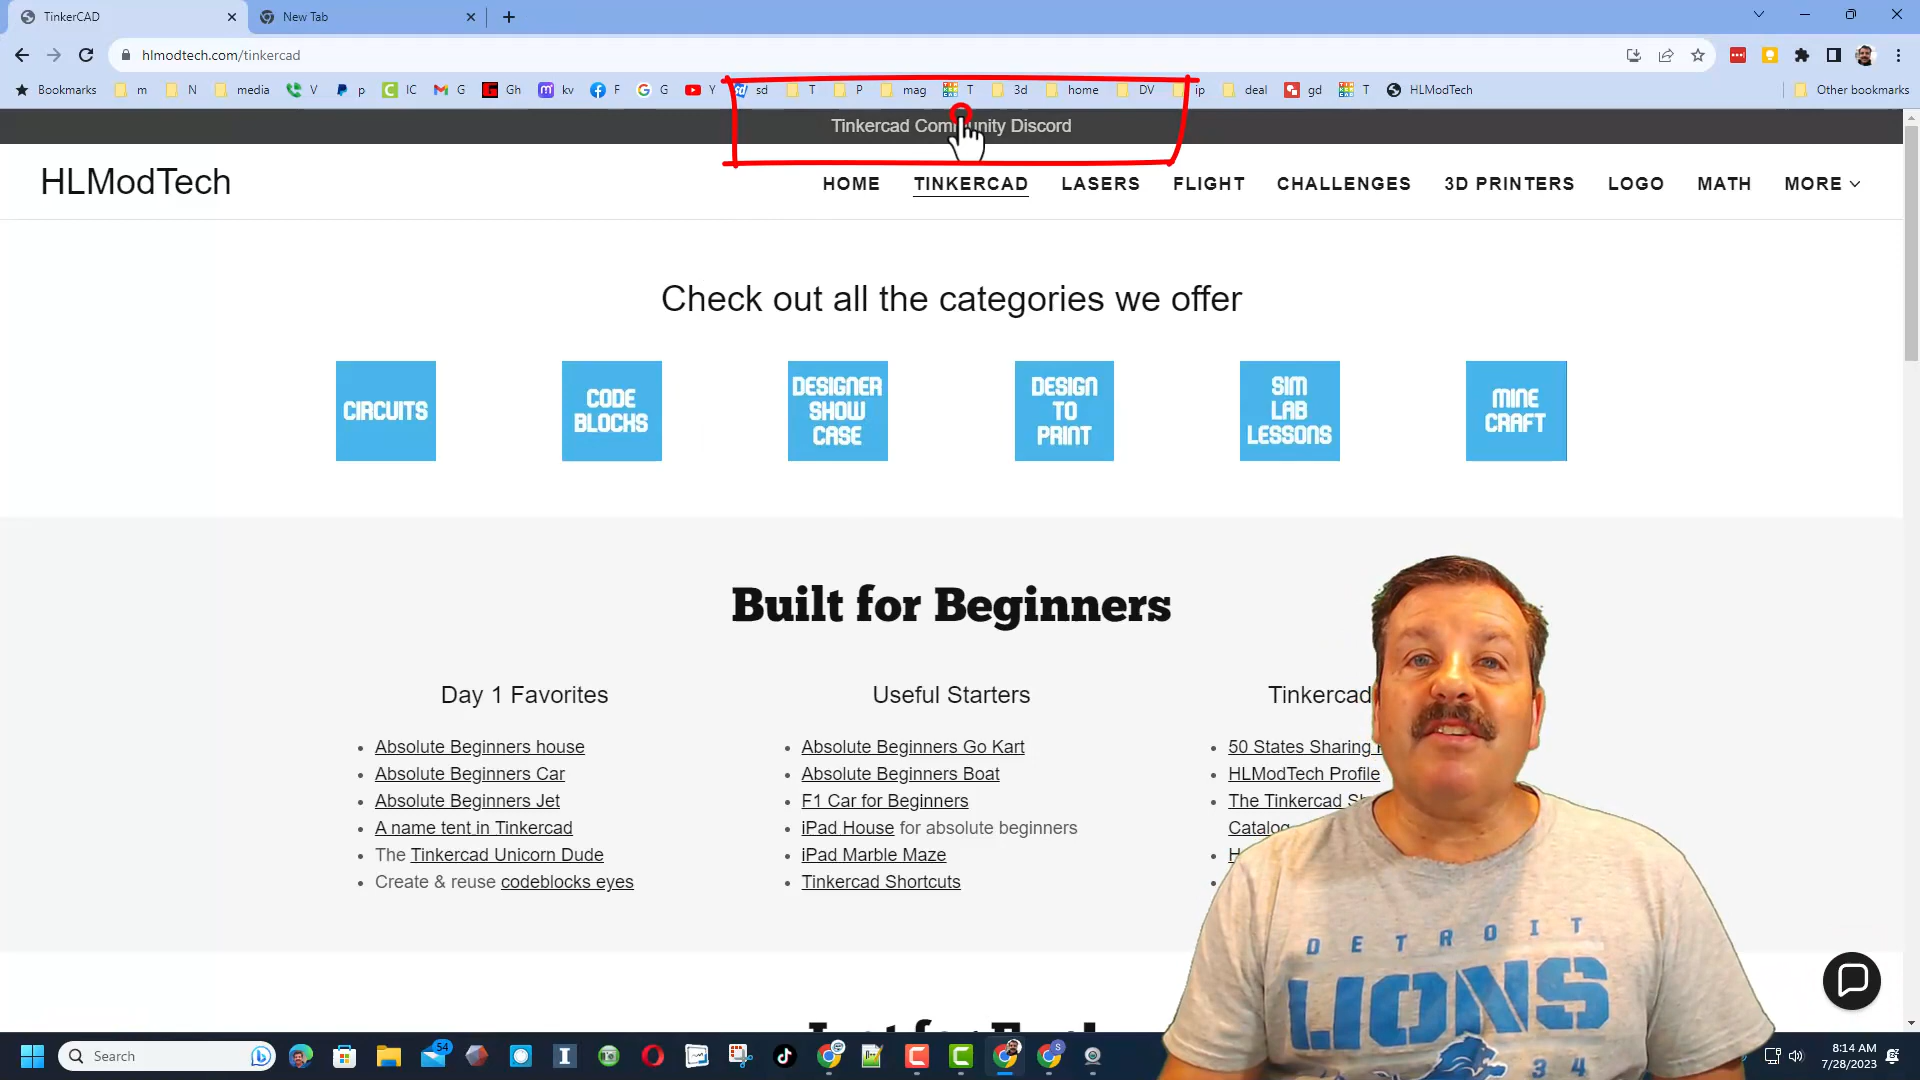 TinkerCAD
New Tab
hlmodtech.com/tinkercad
Bookmarks m N media V p IC G Gh kv F G Y sd T P mag T 3d home DV ip deal gd T HLModTech Other bookmarks
Tinkercad Community Discord
HLModTech
HOME TINKERCAD LASERS FLIGHT CHALLENGES 3D PRINTERS LOGO MATH MORE
Check out all the categories we offer
CIRCUITS
CODE
BLOCKS
DESIGNER
SHOW
CASE
DESIGN
TO
PRINT
SIM
LAB
LESSONS
MINE
CRAFT
Built for Beginners
Day 1 Favorites
Absolute Beginners house
Absolute Beginners Car
Absolute Beginners Jet
A name tent in Tinkercad
The Tinkercad Unicorn Dude
Create & reuse codeblocks eyes
Useful Starters
Absolute Beginners Go Kart
Absolute Beginners Boat
F1 Car for Beginners
iPad House for absolute beginners
iPad Marble Maze
Tinkercad Shortcuts
Tinkercad
50 States Sharing
HLModTech Profile
The Tinkercad
Catalog
DETROIT
LIONS
34
Just for Fun!
Search
54
8:14 AM
7/28/2023